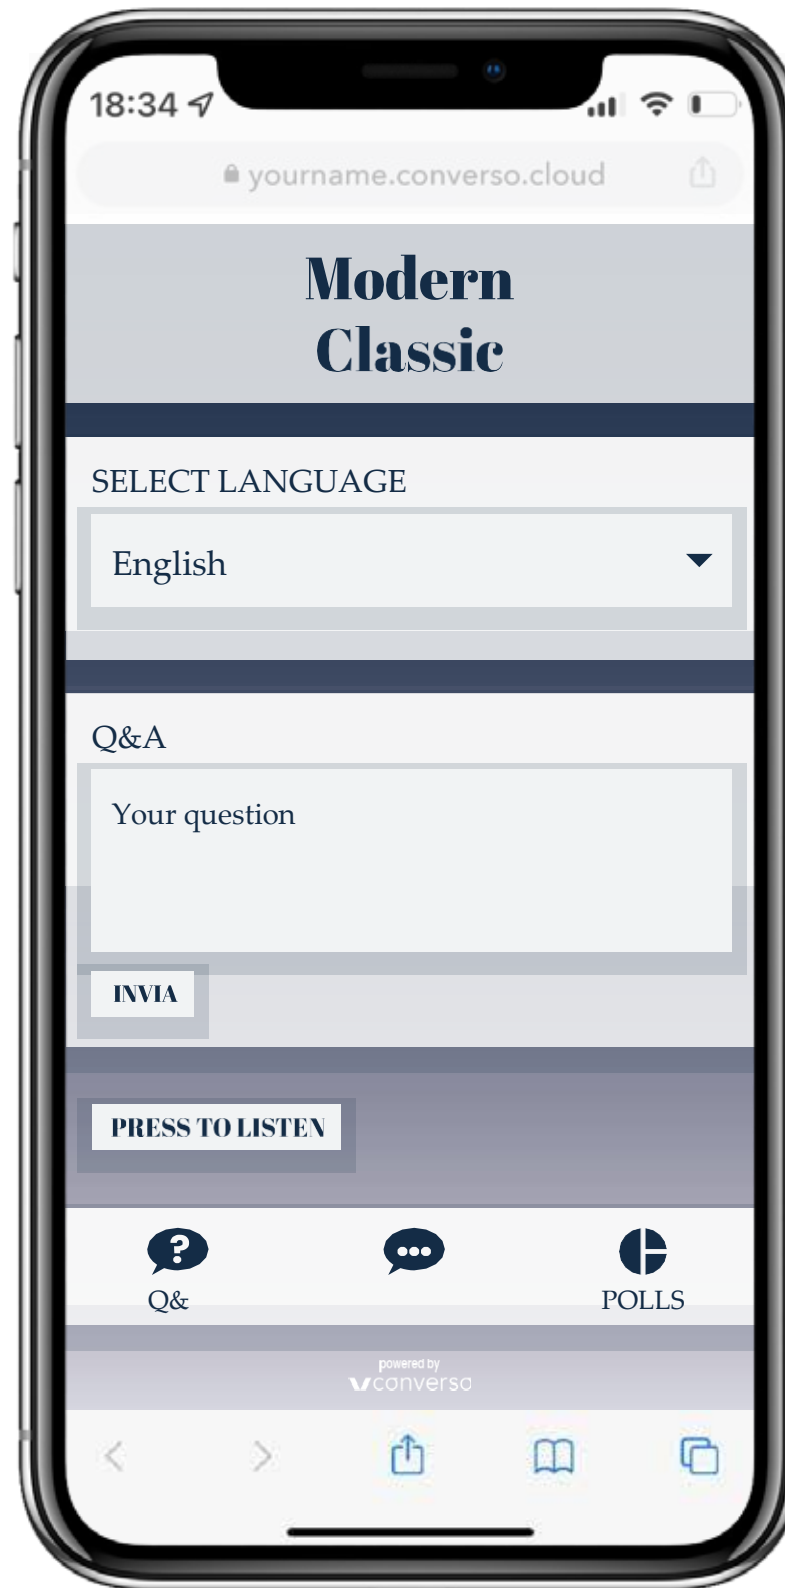 18:34
yourname.converso.cloud
Modern
Classic
SELECT LANGUAGE
English
Q&A
Your question
INVIA
PRESS TO LISTEN
Q&
POLLS
powered by
converso